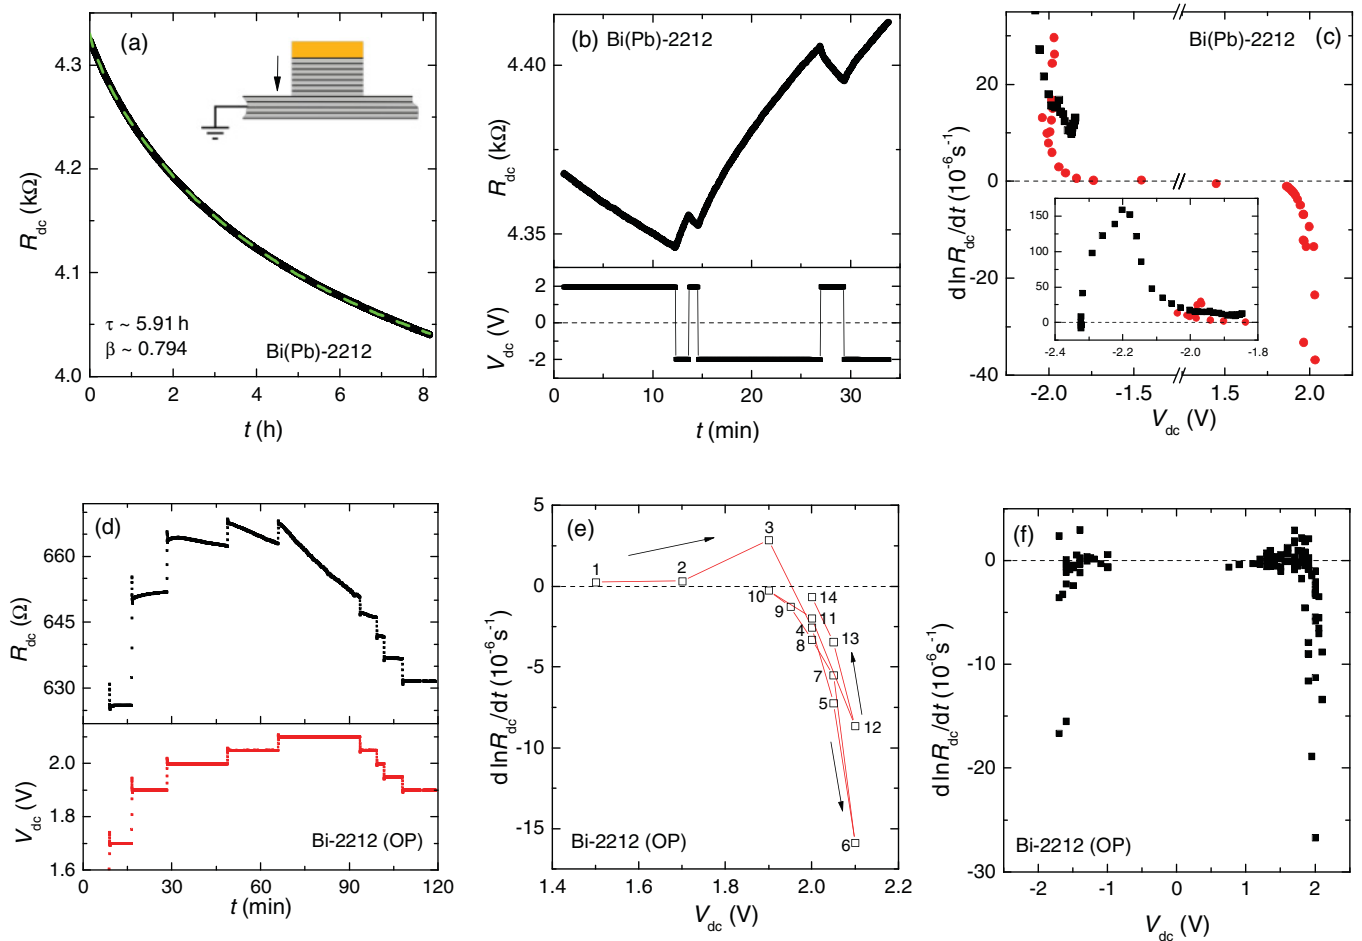 (a)
R_dc (kΩ)
4.3
4.2
4.1
4.0
τ ~ 5.91 h
β ~ 0.794
Bi(Pb)-2212
0 2 4 6 8
t (h)
(b) Bi(Pb)-2212
R_dc (kΩ)
4.40
4.35
V_dc (V)
2
0
-2
0 10 20 30
t (min)
Bi(Pb)-2212 (c)
dlnR_dc/dt (10^-6 s^-1)
20
0
-20
-40
150
100
50
0
-2.4 -2.2 -2.0 -1.8
-2.0 -1.5 1.5 2.0
V_dc (V)
(d)
R_dc (Ω)
660
645
630
V_dc (V)
2.0
1.8
1.6
Bi-2212 (OP)
0 30 60 90 120
t (min)
(e)
dlnR_dc/dt (10^-6 s^-1)
5
0
-5
-10
-15
1
2
3
10
14
9
11
4
13
8
7
5
12
6
Bi-2212 (OP)
1.4 1.6 1.8 2.0 2.2
V_dc (V)
(f)
dlnR_dc/dt (10^-6 s^-1)
0
-10
-20
-30
Bi-2212 (OP)
-2 -1 0 1 2
V_dc (V)